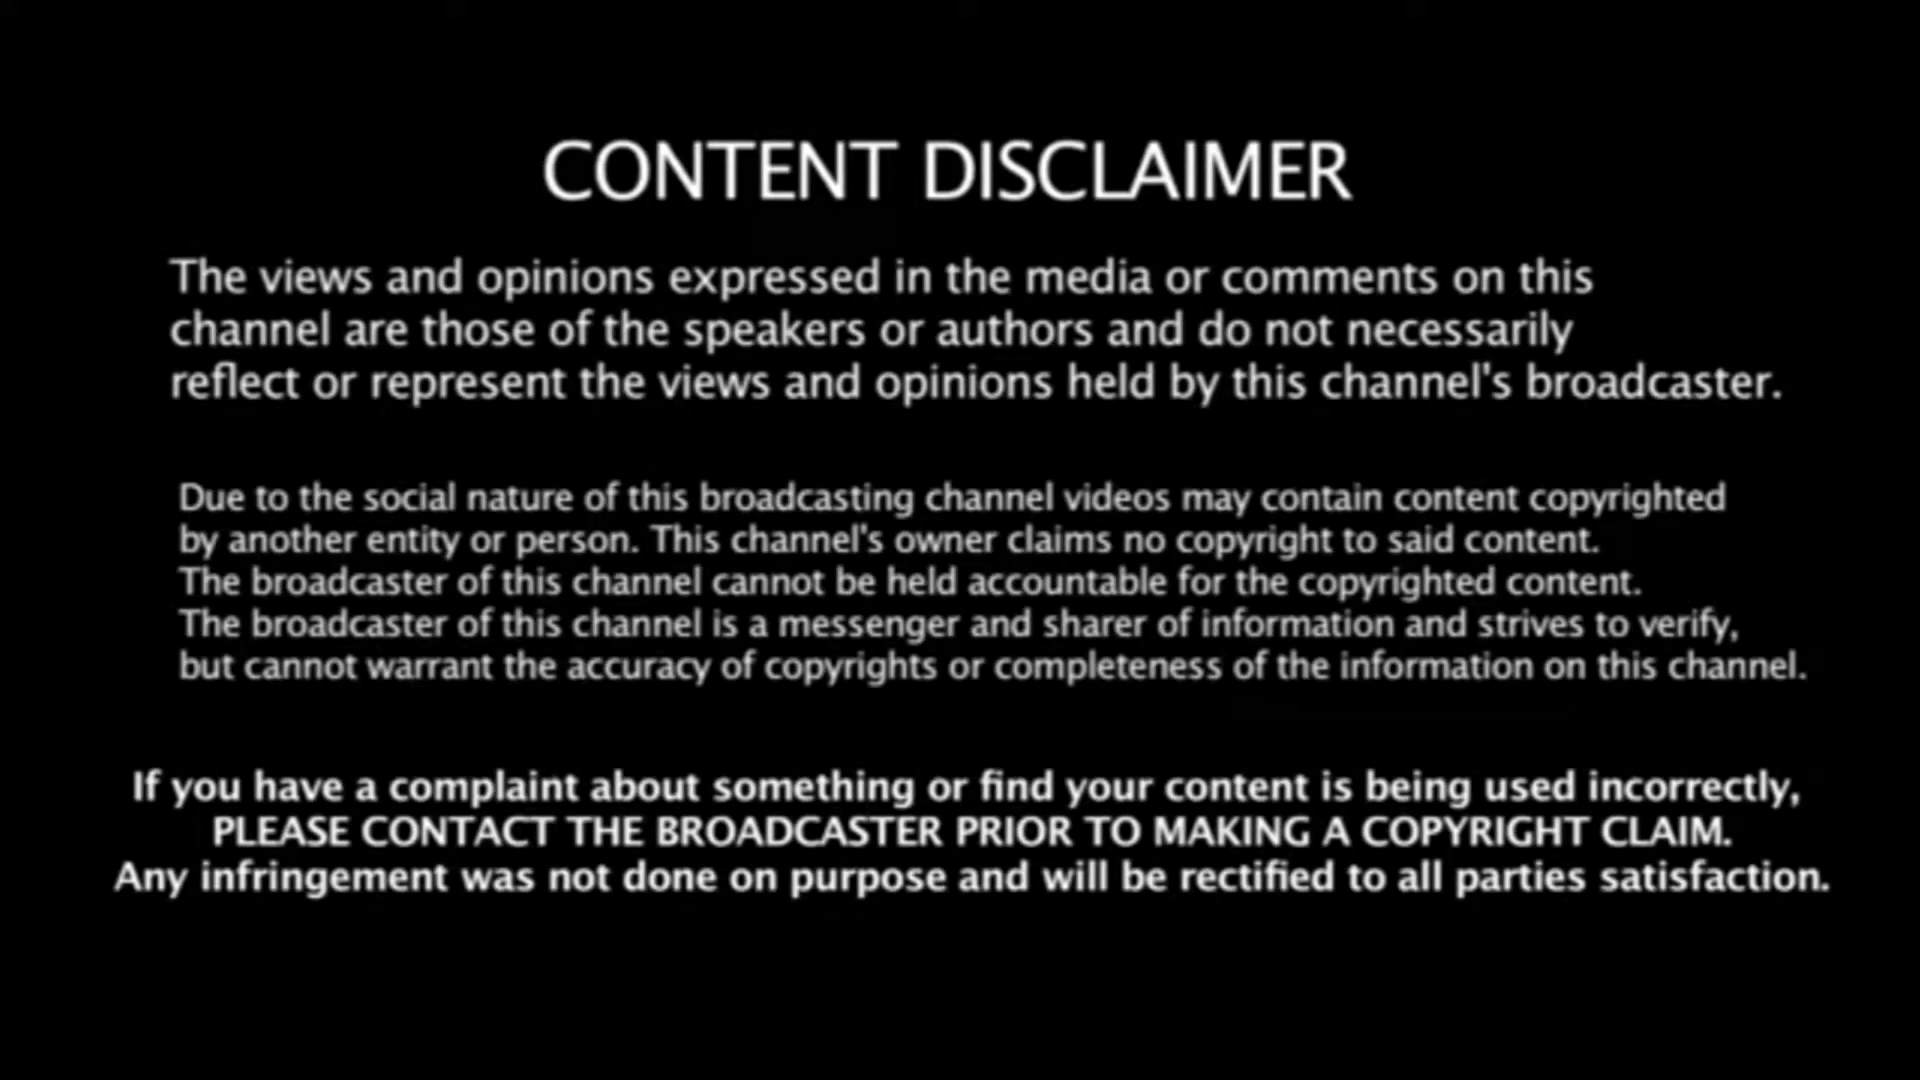 CONTENT DISCLAIMER
The views and opinions expressed in the media or comments on this
channel are those of the speakers or authors and do not necessarily
reflect or represent the views and opinions held by this channel's broadcaster.
Due to the social nature of this broadcasting channel videos may contain content copyrighted
by another entity or person. This channel's owner claims no copyright to said content.
The broadcaster of this channel cannot be held accountable for the copyrighted content.
The broadcaster of this channel is a messenger and sharer of information and strives to verify,
but cannot warrant the accuracy of copyrights or completeness of the information on this channel.
If you have a complaint about something or find your content is being used incorrectly,
PLEASE CONTACT THE BROADCASTER PRIOR TO MAKING A COPYRIGHT CLAIM.
Any infringement was not done on purpose and will be rectified to all parties satisfaction.